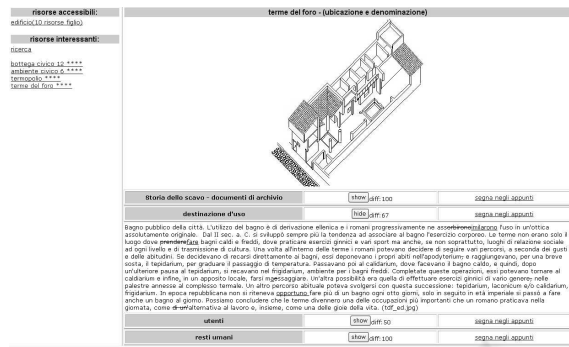 risorse accessibili:
edificio(10 risorse figlio)
risorse interessanti:
ricerca
bottega civico 12 ****
ambiente civico 6 ****
termopolio ****
terme del foro ****
terme del foro - (ubicazione e denominazione)
Storia dello scavo - documenti di archivio show diff: 100 segna negli appunti
destinazione d'uso hide diff: 67 segna negli appunti
Bagno pubblico della città. L'utilizzo del bagno è di derivazione ellenica e i romani progressivamente ne assorbironoimilarono l'uso in un'ottica
assolutamente originale. Dal II sec. a. C. si sviluppò sempre più la tendenza ad associare al bagno l'esercizio corporeo. Le terme non erano solo il
luogo dove prenderefare bagni caldi e freddi, dove praticare esercizi ginnici e vari sport ma anche, se non soprattutto, luoghi di relazione sociale
ad ogni livello e di trasmissione di cultura. Una volta all'interno delle terme i romani potevano decidere di seguire vari percorsi, a seconda dei gusti
e delle abitudini. Se decidevano di recarsi direttamente ai bagni, essi deponevano i propri abiti nell'apodyterium, e raggiungevano, per una breve
sosta, il tepidarium, per graduare il passaggio di temperatura. Passavano poi al calidarium, dove facevano il bagno caldo, e quindi, dopo
un'ulteriore pausa al tepidarium, si recavano nel frigidarium, ambiente per i bagni freddi. Completate queste operazioni, essi potevano tornare al
caldiarium e infine, in un apposito locale, farsi mgessaggiare. Un'altra possibilità era quella di effettuare esercizi ginnici di vario genere, nelle
palestre annesse al complesso termale. Un altro percorso abituale poteva svolgersi con questa successione: tepidarium, laconicum e/o calidarium,
frigidarium. In epoca repubblicana non si riteneva opportuno fare più di un bagno ogni otto giorni, solo in seguito in età imperiale si passò a fare
anche un bagno al giorno. Possiamo concludere che le terme divennero una delle occupazioni più importanti che un romano praticava nella
giornata, come di un'alternativa al lavoro e, insieme, come una delle gioie della vita. (tdf_ed.jpg)
utenti show diff: 50 segna negli appunti
resti umani show diff: 100 segna negli appunti